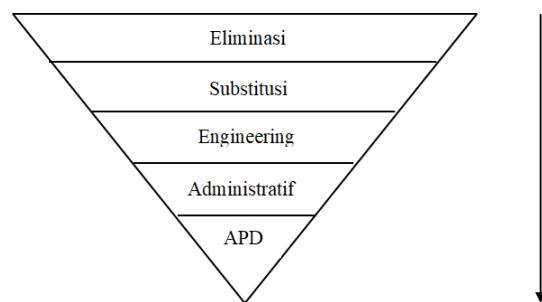 Eliminasi
Substitusi
Engineering
Administratif
APD